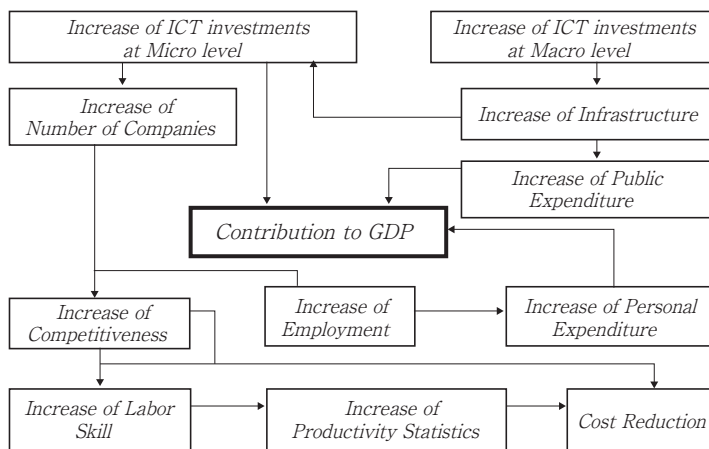 Increase of ICT investments
at Micro level
Increase of ICT investments
at Macro level
Increase of
Number of Companies
Increase of Infrastructure
Increase of Public
Expenditure
Contribution to GDP
Increase of
Competitiveness
Increase of
Employment
Increase of Personal
Expenditure
Increase of Labor
Skill
Increase of
Productivity Statistics
Cost Reduction